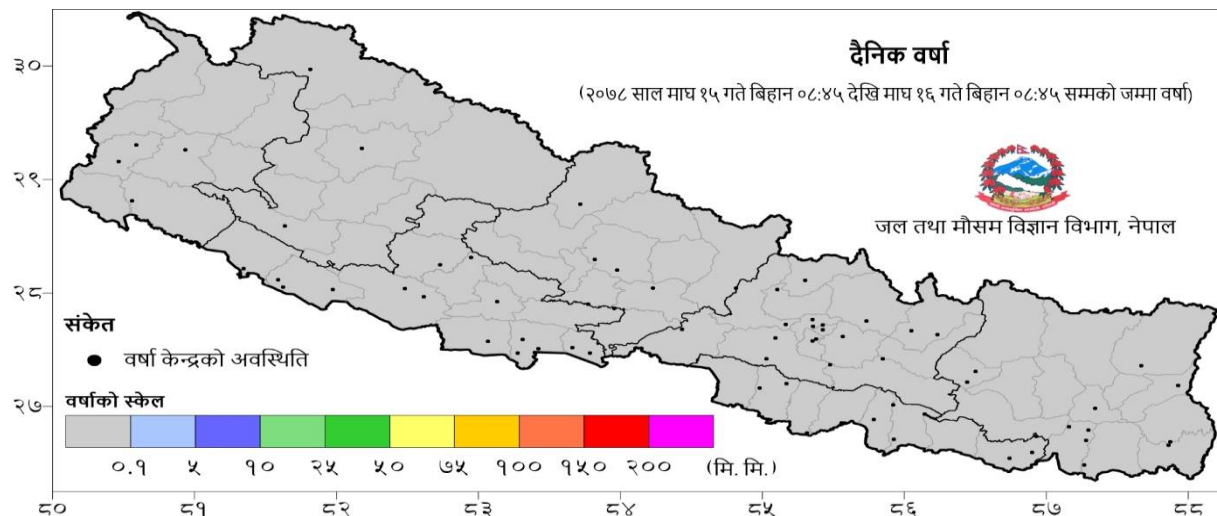 दैनिक वर्षा
(२०७८ साल माघ १५ गते बिहान ०८:४५ देखि माघ १६ गते बिहान ०८:४५ सम्मको जम्मा वर्षा)
जल तथा मौसम विज्ञान विभाग, नेपाल
३०
२९
२८
२७
संकेत
वर्षा केन्द्रको अवस्थिति
वर्षाको स्केल
०.१ ५ १० २५ ५० ७५ १०० १५० २०० (मि. मि.)
८० ८१ ८२ ८३ ८४ ८५ ८६ ८७ ८८